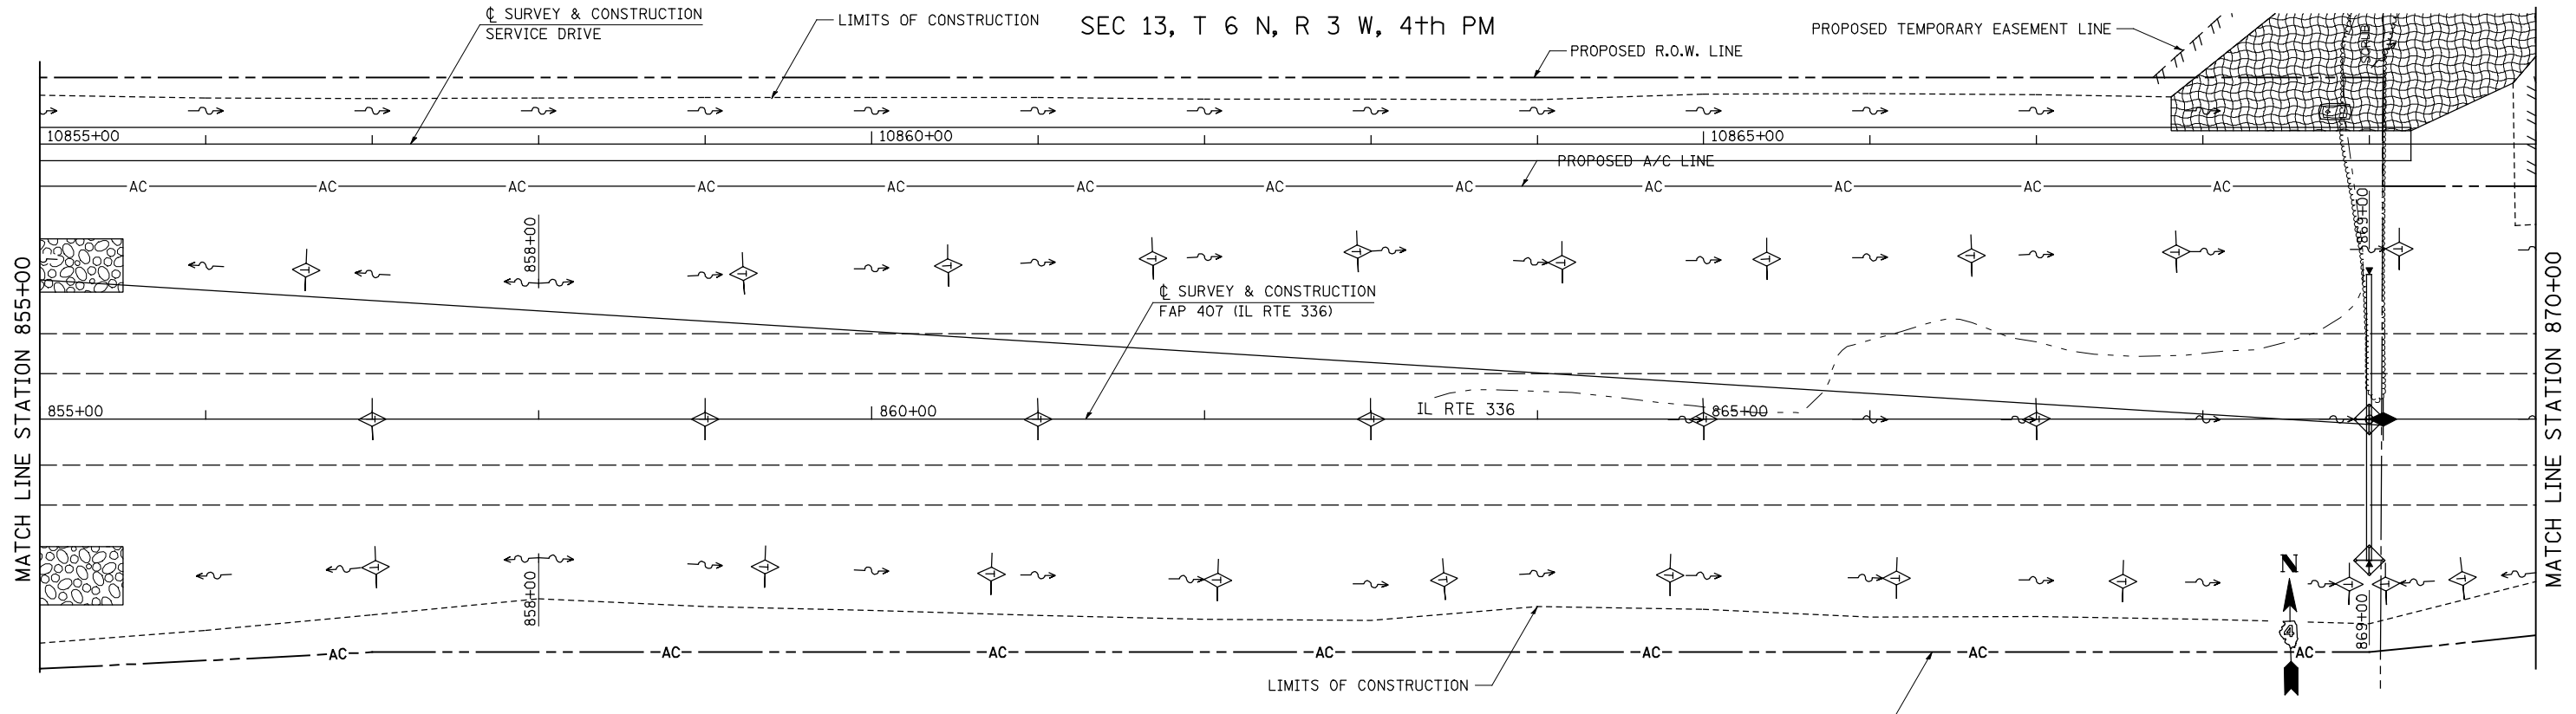 ℄ SURVEY & CONSTRUCTION
SERVICE DRIVE
LIMITS OF CONSTRUCTION
SEC 13, T 6 N, R 3 W, 4th PM
PROPOSED R.O.W. LINE
PROPOSED TEMPORARY EASEMENT LINE
10855+00
10860+00
10865+00
PROPOSED A/C LINE
AC AC AC AC AC AC AC AC AC AC AC AC
858+00
869+00
℄ SURVEY & CONSTRUCTION
FAP 407 (IL RTE 336)
MATCH LINE STATION 855+00
MATCH LINE STATION 870+00
855+00
860+00
IL RTE 336
865+00
T T T T T T T T T T
T T T T T T
T T T T T T T T T T T
858+00
869+00
N
4
AC AC AC AC AC AC AC
LIMITS OF CONSTRUCTION